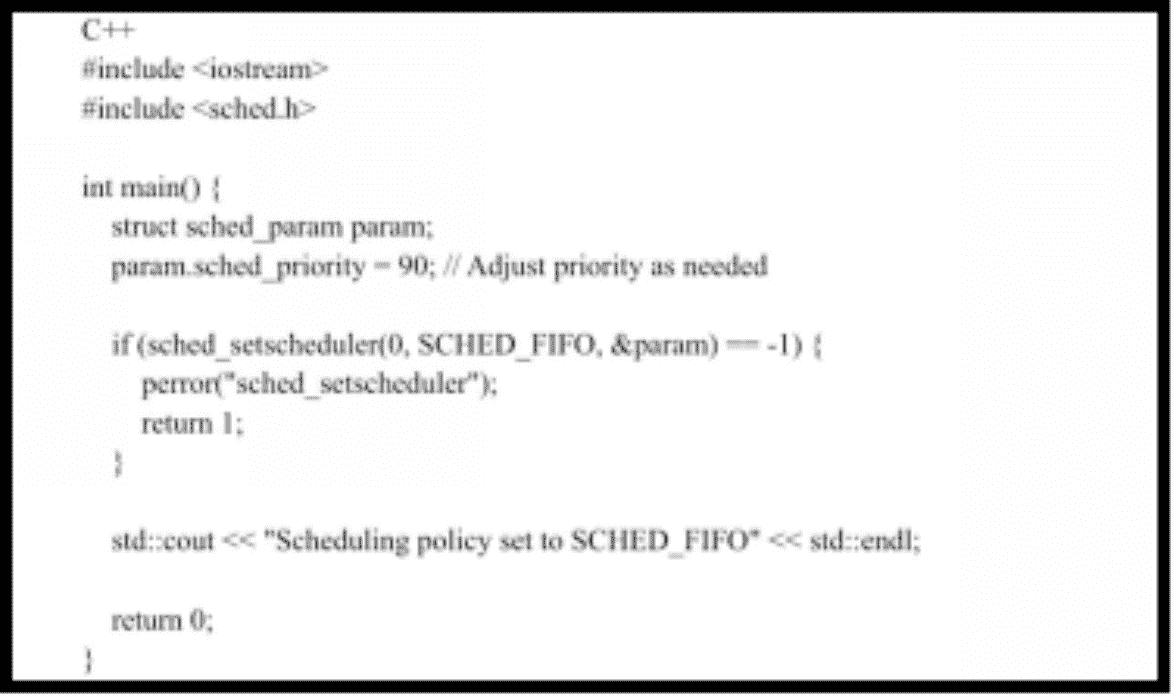 C++
#include <iostream>
#include <sched.h>
int main() {
struct sched_param param;
param.sched_priority = 90; // Adjust priority as needed
if (sched_setscheduler(0, SCHED_FIFO, &param) == -1) {
perror("sched_setscheduler");
return 1;
}
std::cout << "Scheduling policy set to SCHED_FIFO" << std::endl;
return 0;
}